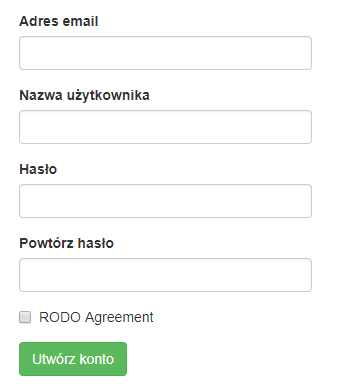 Adres email
Nazwa użytkownika
Hasło
Powtórz hasło
RODO Agreement
Utwórz konto